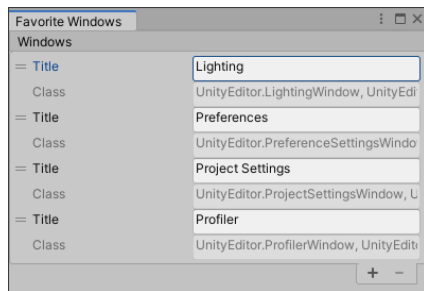 Favorite Windows
Windows
Title Lighting
Class UnityEditor.LightingWindow, UnityEdi
Title Preferences
Class UnityEditor.PreferenceSettingsWindo
Title Project Settings
Class UnityEditor.ProjectSettingsWindow, U
Title Profiler
Class UnityEditor.ProfilerWindow, UnityEdit